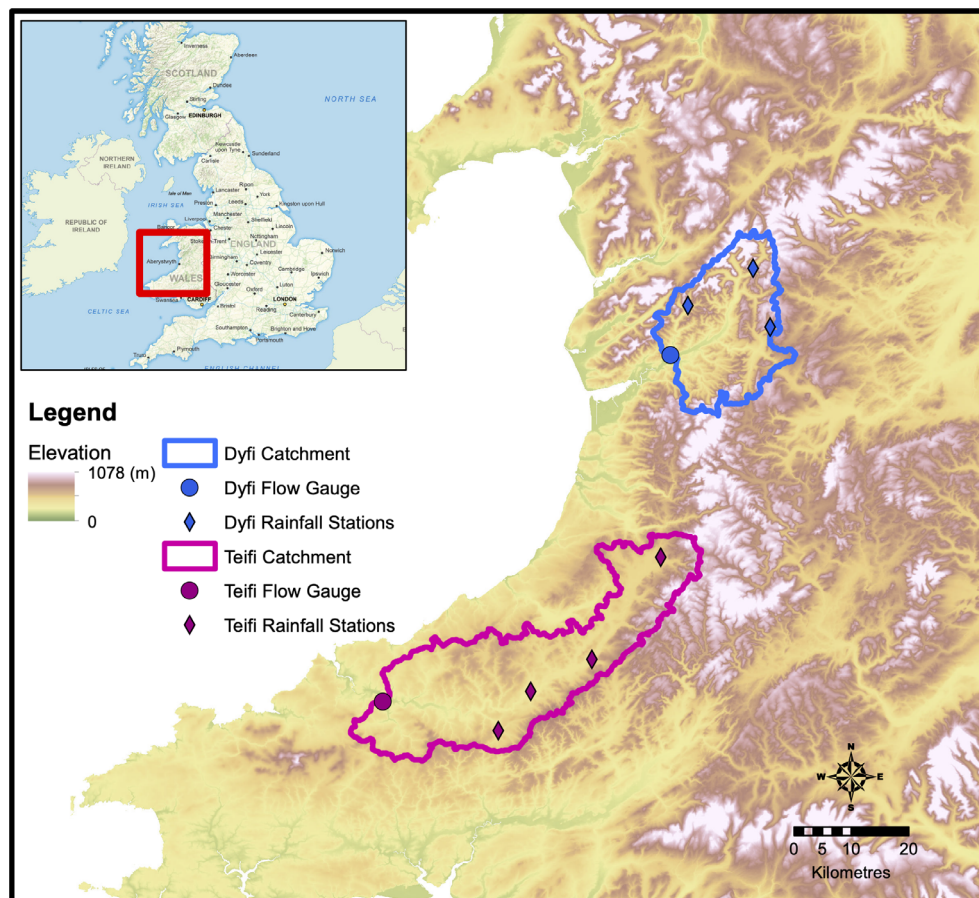 Inverness
Aberdeen
SCOTLAND
Dundee
Stirling
NORTH SEA
Glasgow
EDINBURGH
Newcastle
upon Tyne
Sunderland
Carlisle
NORTHERN
IRELAND
Isle of Man
Lancaster
Ripon
York
IRISH SEA
Preston
Leeds
Kingston upon Hull
REPUBLIC OF
IRELAND
Manchester
Liverpool
Sheffield
Bangor
Chester
Lincoln
Stoke
Trent
Nottingham
ENGLAND
Norwich
Leicester
Aberystwyth
Birmingham
Coventry
WALES
Worcester
Cambridge
Ipswich
Gloucester
Luton
Oxford
Swansea
CARDIFF
LONDON
CELTIC SEA
Bristol
Reading
Canterbury
Southampton
Brighton and Hove
Portsmouth
Truro
Plymouth
ENGLISH CHANNEL
Legend
Elevation
1078 (m)
0
Dyfi Catchment
Dyfi Flow Gauge
Dyfi Rainfall Stations
Teifi Catchment
Teifi Flow Gauge
Teifi Rainfall Stations
N
W E
S
0 5 10 20
Kilometres